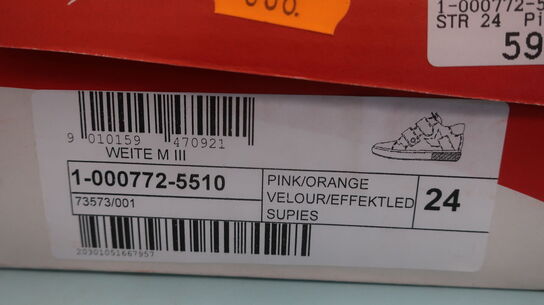 1-000772-5
STR 24 Pi
59
9 010159 470921
WEITE M III
1-000772-5510
73573/001
PINK/ORANGE
VELOUR/EFFEKTLED
SUPIES
24
20301051667957